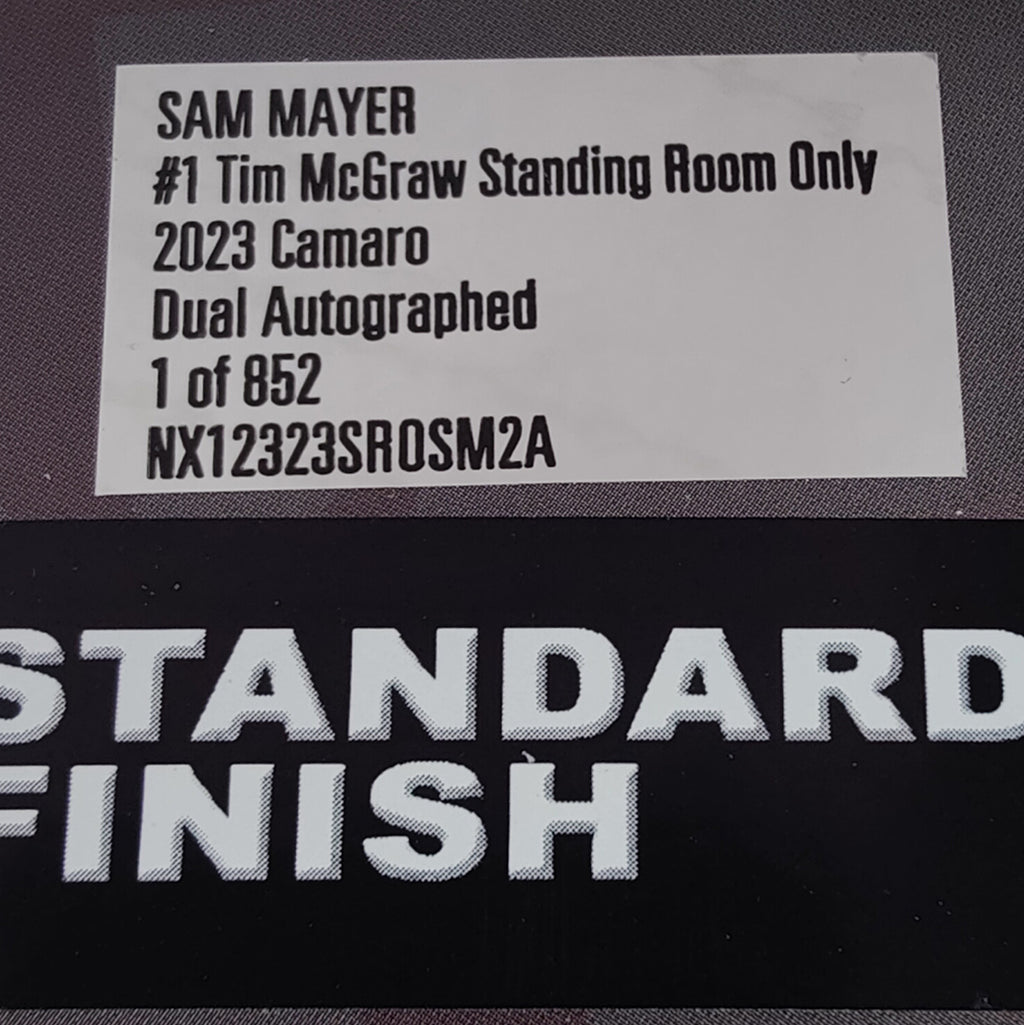 SAM MAYER
#1 Tim McGraw Standing Room Only
2023 Camaro
Dual Autographed
1 of 852
NX12323SROSM2A
STANDARD
FINISH